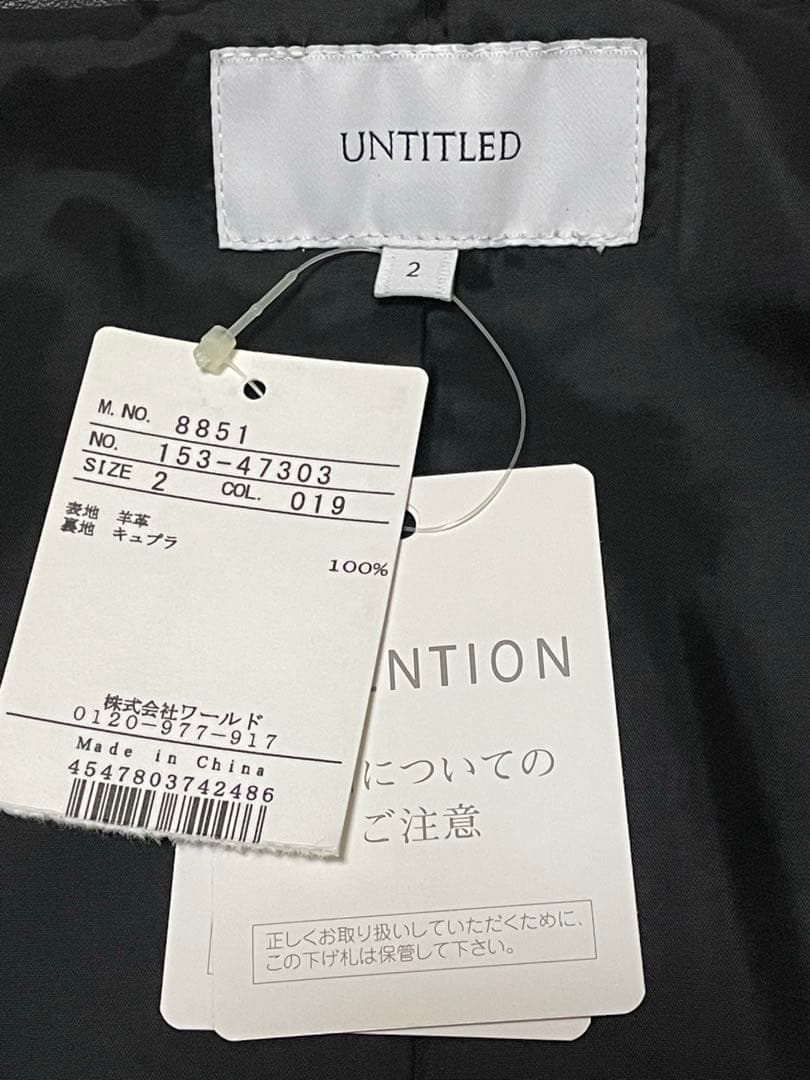 UNTITLED
2
M.NO. 8851
NO. 153-47303
SIZE 2 COL. 019
表地 羊革
裏地 キュプラ
100%
株式会社ワールド
0120-977-917
Made in China
4547803742486
NTION
についての
ご注意
正しくお取り扱いしていただくために、
この下げ札は保管して下さい。